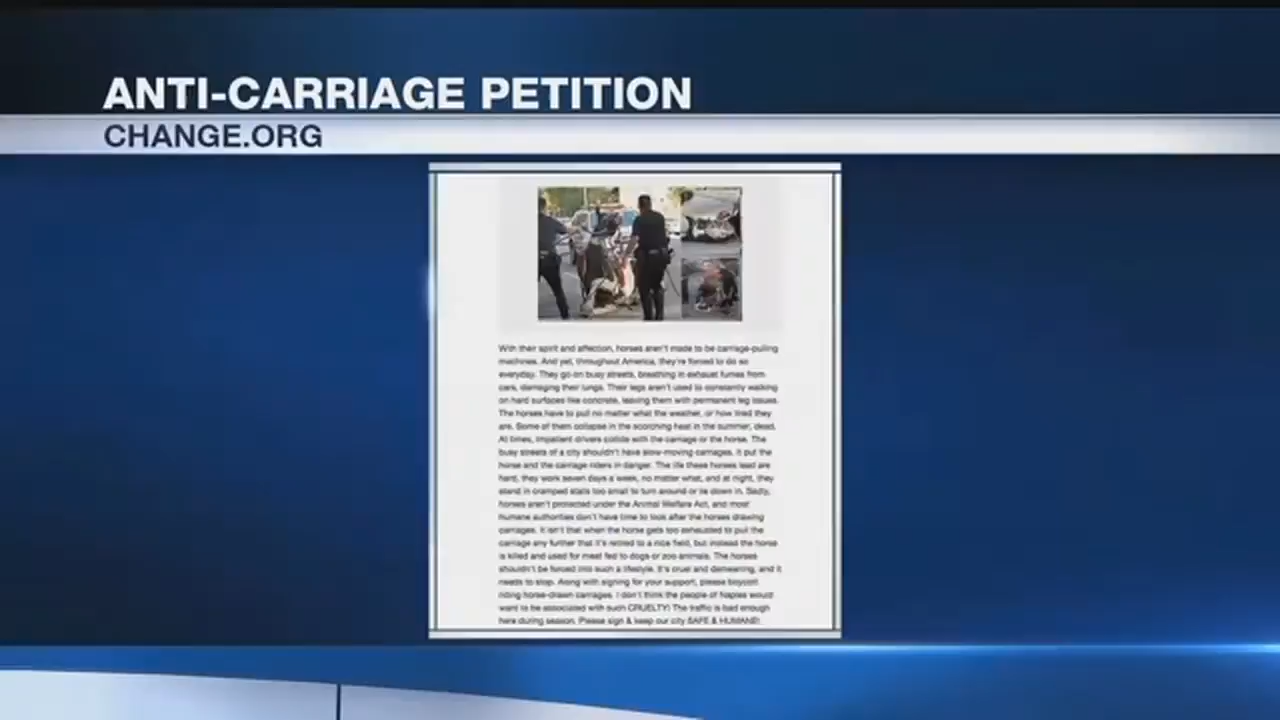 ANTI-CARRIAGE PETITION
CHANGE.ORG
With their spirit and affection, horses aren't made to be carriage-pulling
machines. And yet, throughout America, they're forced to do so
everyday. They go on busy streets, breathing in exhaust fumes from
cars, damaging their lungs. Their legs aren't used to constantly walking
on hard surfaces like concrete, leaving them with permanent leg issues.
The horses have to pull no matter what the weather, or how tired they
are. Some of them collapse in the scorching heat in the summer, dead.
At times, impatient drivers collide with the carriage or the horse. The
busy streets of a city shouldn't have slow-moving carriages. It put the
horse and the carriage riders in danger. The life these horses lead are
hard, they work seven days a week, no matter what, and at night, they
stand in cramped stalls too small to turn around or lie down in. Sadly,
horses aren't protected under the Animal Welfare Act, and most
humane authorities don't have time to look after the horses drawing
carriages. It isn't that when the horse gets too exhausted to pull the
carriage any further that it's retired to a nice field, but instead the horse
is killed and used for meat fed to dogs or zoo animals. The horses
shouldn't be forced into such a lifestyle. It's cruel and demeaning, and it
needs to stop. Along with signing for your support, please boycott
riding horse-drawn carriages. I don't think the people of Naples would
want to be associated with such CRUELTY! The traffic is bad enough
here during season. Please sign & keep our city SAFE & HUMANE!